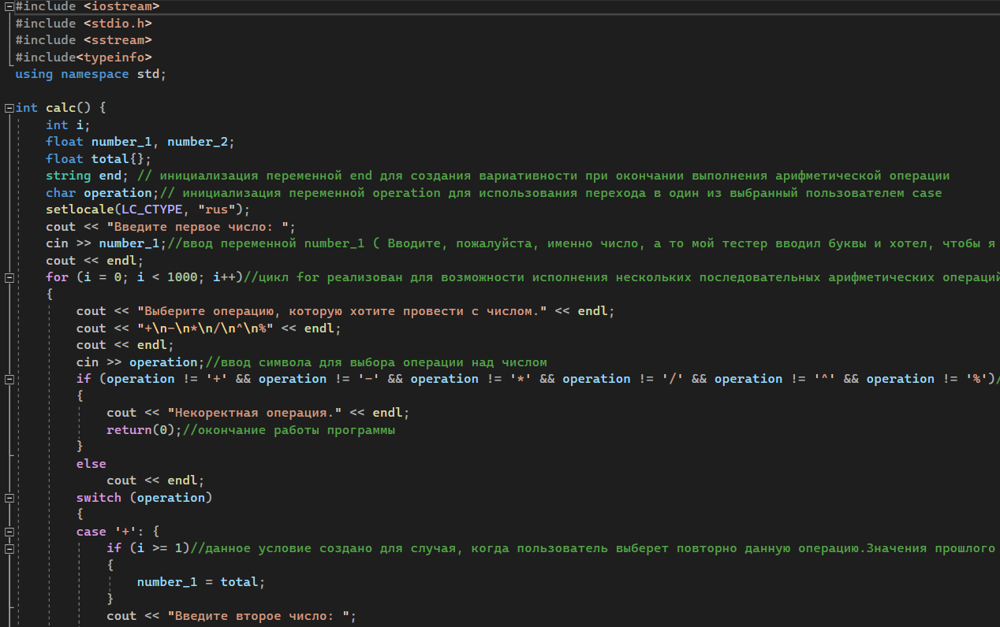 #include <iostream>
#include <stdio.h>
#include <sstream>
#include<typeinfo>
using namespace std;
int calc() {
int i;
float number_1, number_2;
float total{};
string end; // инициализация переменной end для создания вариативности при окончании выполнения арифметической операции
char operation;// инициализация переменной operation для использования перехода в один из выбранный пользователем case
setlocale(LC_CTYPE, "rus");
cout << "Введите первое число: ";
cin >> number_1;//ввод переменной number_1 ( Вводите, пожалуйста, именно число, а то мой тестер вводил буквы и хотел, чтобы я
cout << endl;
for (i = 0; i < 1000; i++)//цикл for реализован для возможности исполнения нескольких последовательных арифметических операций
{
cout << "Выберите операцию, которую хотите провести с числом." << endl;
cout << "+\n-\n*\n/\n^\n%" << endl;
cout << endl;
cin >> operation;//ввод символа для выбора операции над числом
if (operation != '+' && operation != '-' && operation != '*' && operation != '/' && operation != '^' && operation != '%')/
{
cout << "Некоректная операция." << endl;
return(0);//окончание работы программы
}
else
cout << endl;
switch (operation)
{
case '+': {
if (i >= 1)//данное условие создано для случая, когда пользователь выберет повторно данную операцию.Значения прошлого
{
number_1 = total;
}
cout << "Введите второе число: ";